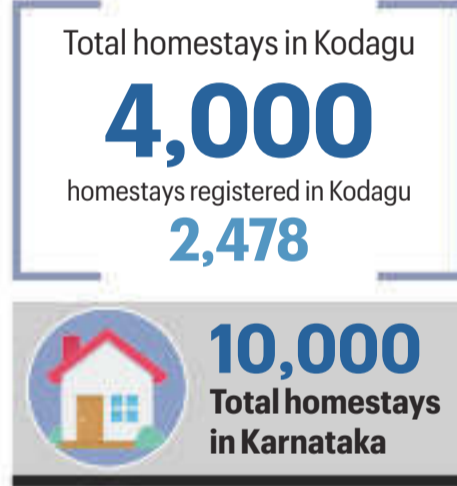 Total homestays in Kodagu
4,000
homestays registered in Kodagu
2,478
10,000
Total homestays
in Karnataka